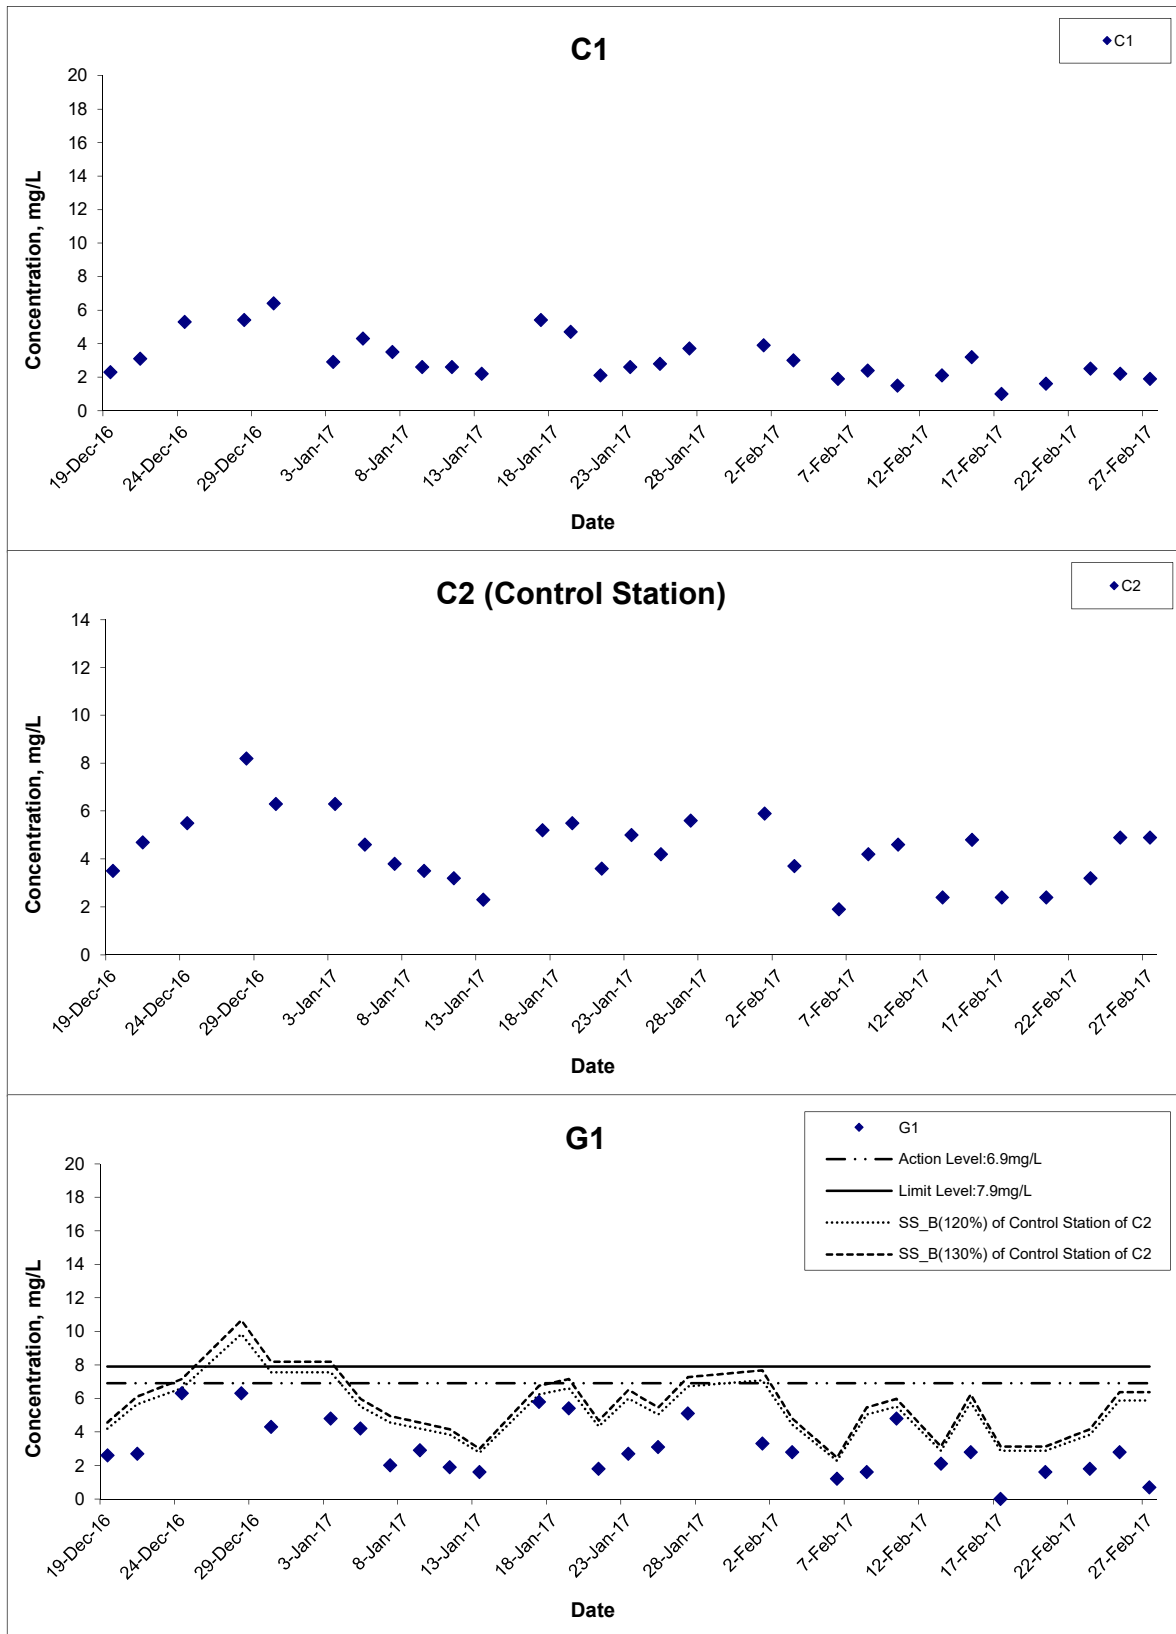 C1
C1
20
18
16
14
12
10
8
6
4
2
0
Concentration, mg/L
19-Dec-16
24-Dec-16
29-Dec-16
3-Jan-17
8-Jan-17
13-Jan-17
18-Jan-17
23-Jan-17
28-Jan-17
2-Feb-17
7-Feb-17
12-Feb-17
17-Feb-17
22-Feb-17
27-Feb-17
Date
C2 (Control Station)
C2
14
12
10
8
6
4
2
0
Concentration, mg/L
19-Dec-16
24-Dec-16
29-Dec-16
3-Jan-17
8-Jan-17
13-Jan-17
18-Jan-17
23-Jan-17
28-Jan-17
2-Feb-17
7-Feb-17
12-Feb-17
17-Feb-17
22-Feb-17
27-Feb-17
Date
G1
G1
Action Level:6.9mg/L
Limit Level:7.9mg/L
SS_B(120%) of Control Station of C2
SS_B(130%) of Control Station of C2
20
18
16
14
12
10
8
6
4
2
0
Concentration, mg/L
19-Dec-16
24-Dec-16
29-Dec-16
3-Jan-17
8-Jan-17
13-Jan-17
18-Jan-17
23-Jan-17
28-Jan-17
2-Feb-17
7-Feb-17
12-Feb-17
17-Feb-17
22-Feb-17
27-Feb-17
Date